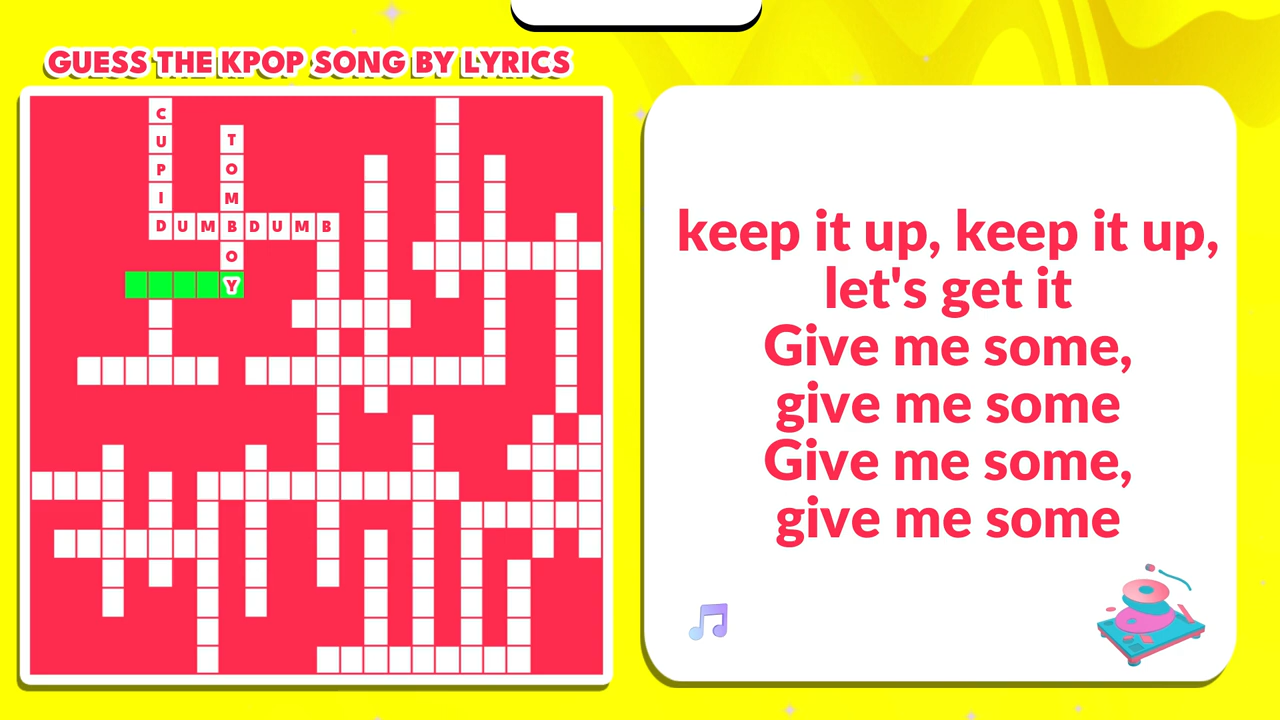 GUESS THE KPOP SONG BY LYRICS
CUPID
TOMBOY
DUMBDUMB
keep it up, keep it up,
let's get it
Give me some,
give me some
Give me some,
give me some